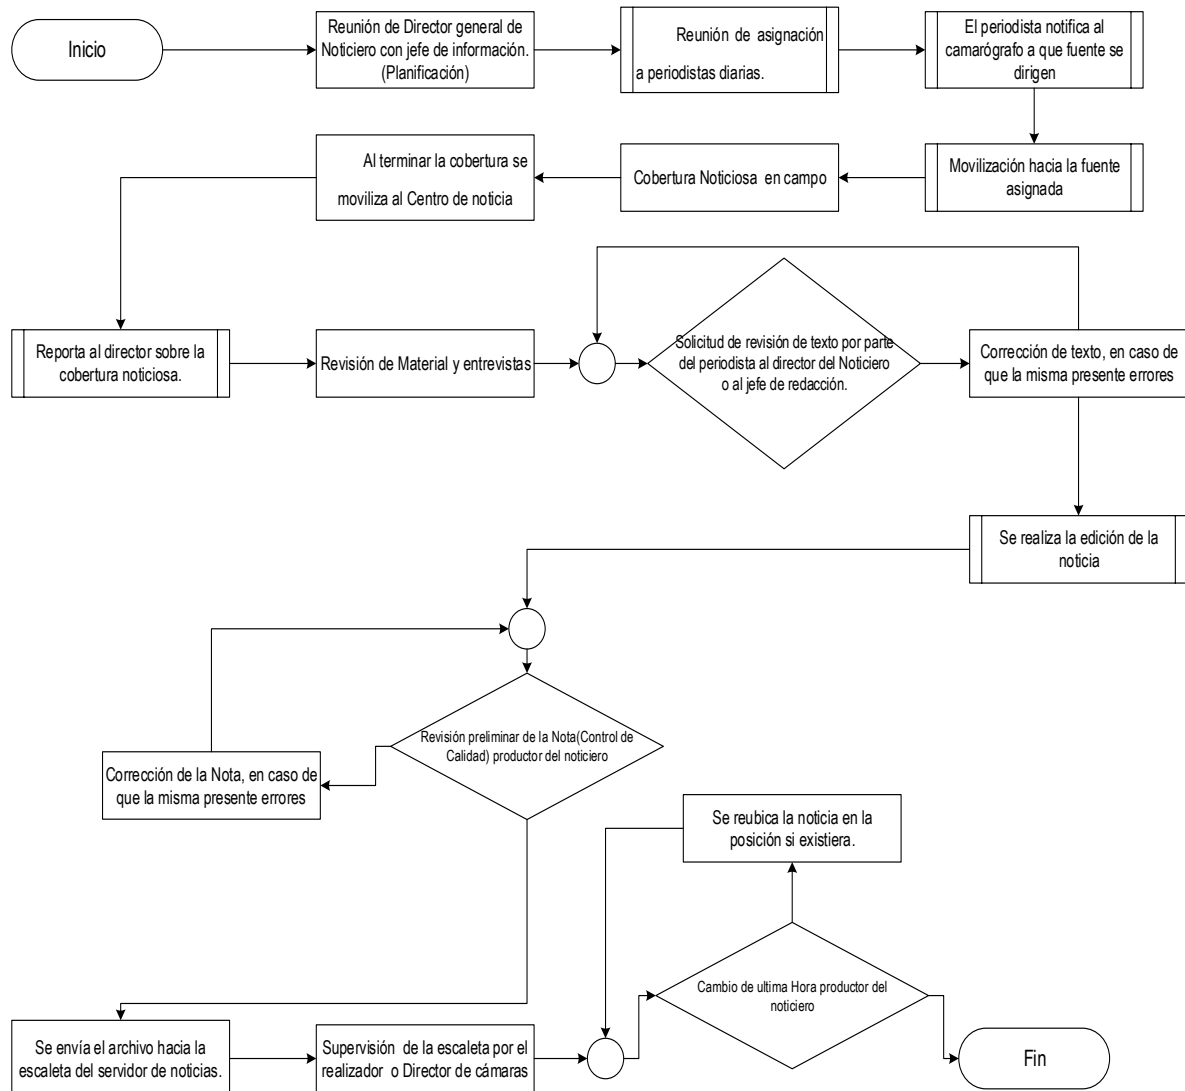 Inicio
Reunión de Director general de
Noticiero con jefe de información.
(Planificación)
Reunión de asignación
a periodistas diarias.
El periodista notifica al
camarógrafo a que fuente se
dirigen
Al terminar la cobertura se
moviliza al Centro de noticia
Cobertura Noticiosa en campo
Movilización hacia la fuente
asignada
Reporta al director sobre la
cobertura noticiosa.
Revisión de Material y entrevistas
Solicitud de revisión de texto por parte
del periodista al director del Noticiero
o al jefe de redacción.
Corrección de texto, en caso de
que la misma presente errores
Se realiza la edición de la
noticia
Revisión preliminar de la Nota(Control de
Calidad) productor del noticiero
Corrección de la Nota, en caso de
que la misma presente errores
Se reubica la noticia en la
posición si existiera.
Cambio de ultima Hora productor del
noticiero
Se envía el archivo hacia la
escaleta del servidor de noticias.
Supervisión de la escaleta por el
realizador o Director de cámaras
Fin